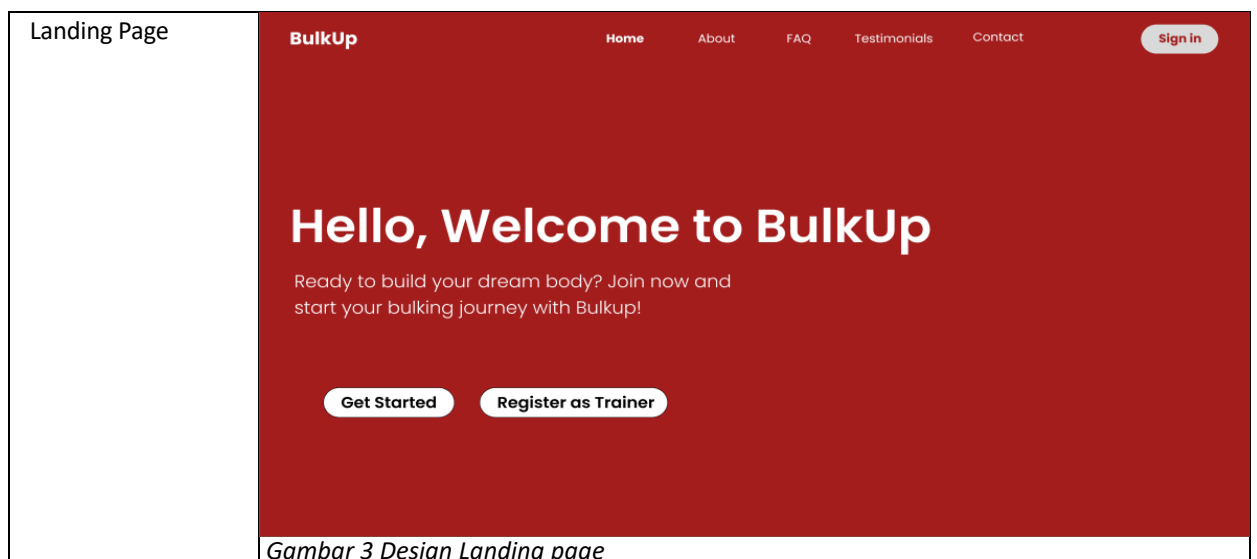 Landing Page
BulkUp
Home
About
FAQ
Testimonials
Contact
Sign in
Hello, Welcome to BulkUp
Ready to build your dream body? Join now and
start your bulking journey with Bulkup!
Get Started
Register as Trainer
Gambar 3 Design Landing page